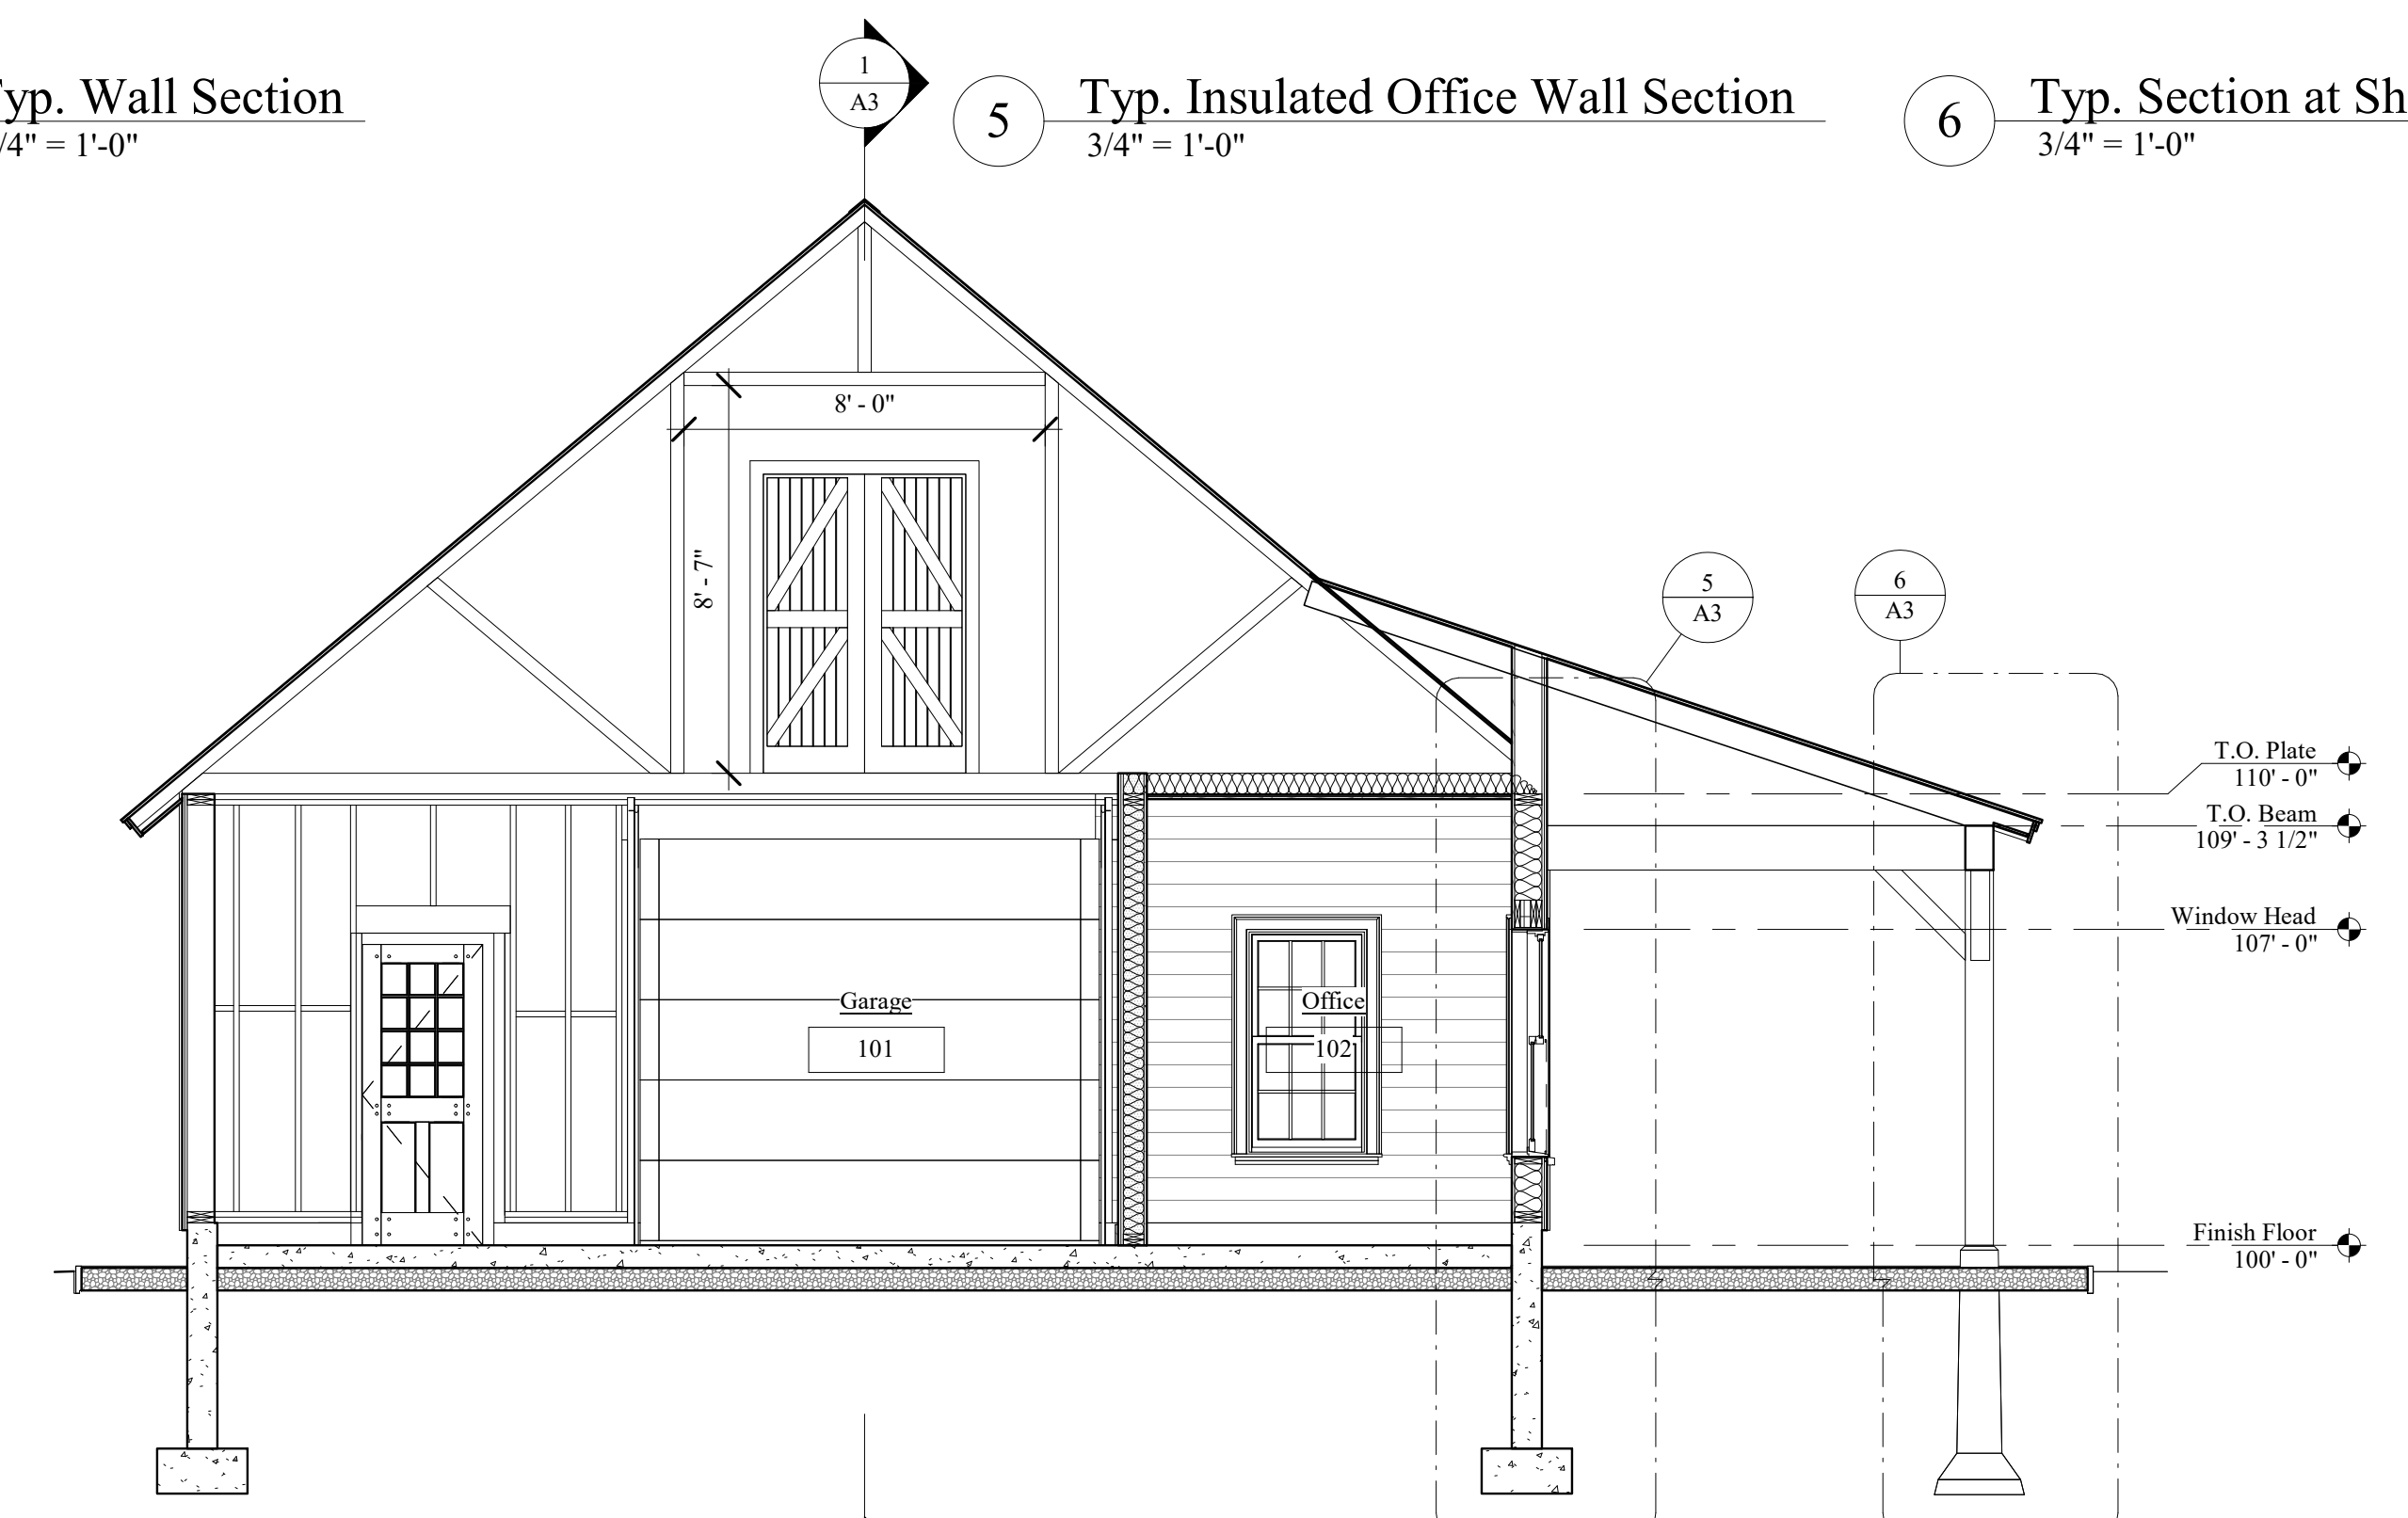 yp. Wall Section
/4" = 1'-0"
1
A3
5
Typ. Insulated Office Wall Section
3/4" = 1'-0"
6
Typ. Section at Sh
3/4" = 1'-0"
8' - 0"
8' - 7"
5
A3
6
A3
T.O. Plate
110' - 0"
T.O. Beam
109' - 3 1/2"
Window Head
107' - 0"
Garage
101
Office
102
Finish Floor
100' - 0"